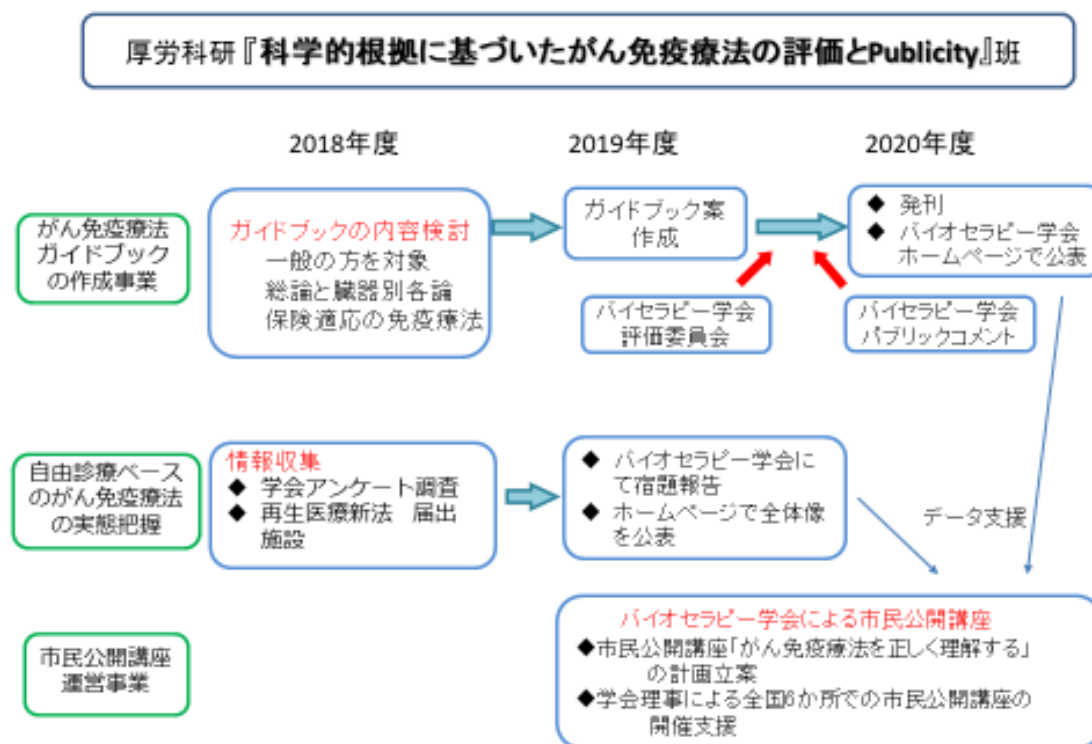 厚労科研『科学的根拠に基づいたがん免疫療法の評価とPublicity』班
2018年度
2019年度
2020年度
がん免疫療法
ガイドブック
の作成事業
ガイドブックの内容検討
一般の方を対象
総論と臓器別各論
保険適応の免疫療法
ガイドブック案
作成
◆ 発刊
◆ バイオセラピー学会
ホームページで公表
バイセラピー学会
評価委員会
バイセラピー学会
パブリックコメント
自由診療ベース
のがん免疫療法
の実態把握
情報収集
◆ 学会アンケート調査
◆ 再生医療新法 届出
施設
◆ バイオセラピー学会に
て宿題報告
◆ ホームページで全体像
を公表
データ支援
市民公開講座
運営事業
バイオセラピー学会による市民公開講座
◆市民公開講座「がん免疫療法を正しく理解する」
の計画立案
◆学会理事による全国6か所での市民公開講座の
開催支援